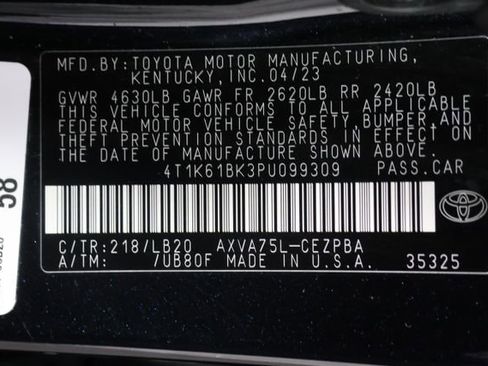 MFD.BY:TOYOTA MOTOR MANUFACTURING,
KENTUCKY, INC.04/23
GVWR 4630LB GAWR FR 2620LB RR 2420LB
THIS VEHICLE CONFORMS TO ALL APPLICABLE
FEDERAL MOTOR VEHICLE SAFETY, BUMPER,AND
THEFT PREVENTION STANDARDS IN EFFECT ON
THE DATE OF MANUFACTURE SHOWN ABOVE.
4T1K61BK3PU099309 PASS.CAR
C/TR:218/LB20 AXVA75L-CEZPBA
A/TM: 7UB80F MADE IN U.S.A. 35325
58